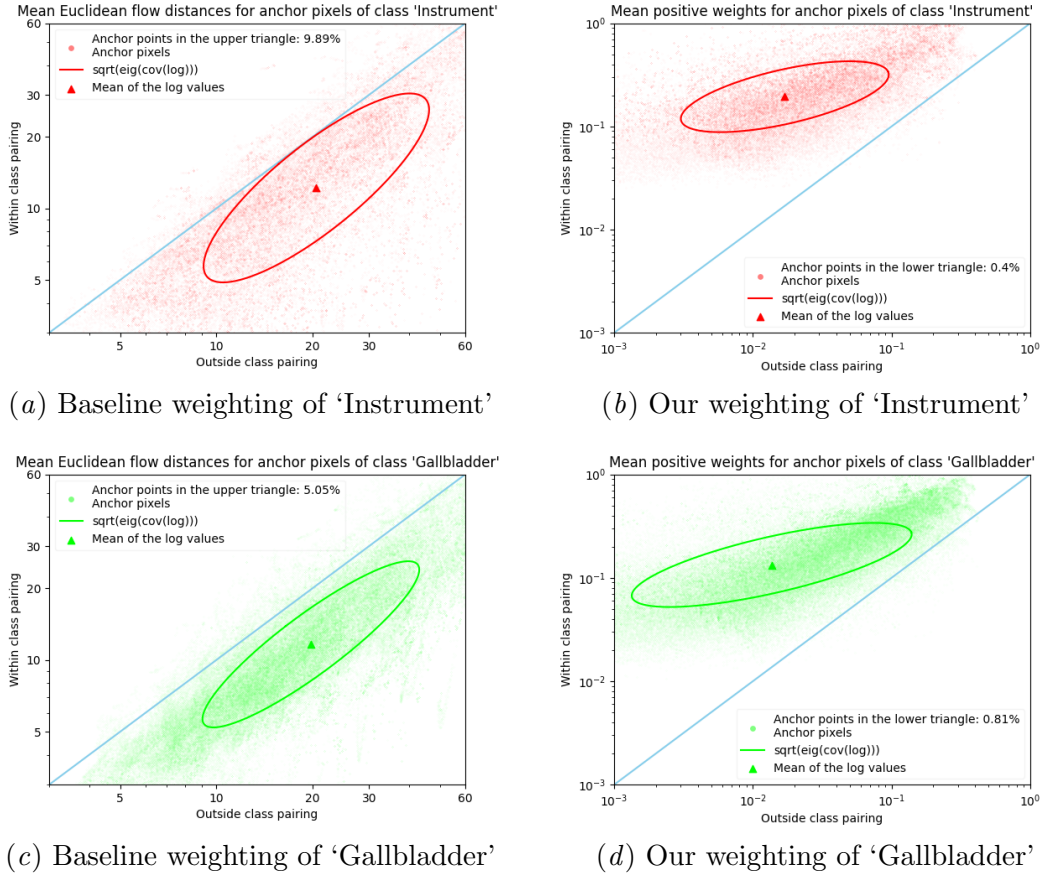 Mean Euclidean flow distances for anchor pixels of class 'Instrument'
60
30
20
10
5
Within class pairing
Anchor points in the upper triangle: 9.89%
Anchor pixels
sqrt(eig(cov(log)))
Mean of the log values
5 10 20 30 60
Outside class pairing
(a) Baseline weighting of ‘Instrument’
Mean positive weights for anchor pixels of class 'Instrument'
10⁰
10⁻¹
10⁻²
10⁻³
Within class pairing
Anchor points in the lower triangle: 0.4%
Anchor pixels
sqrt(eig(cov(log)))
Mean of the log values
10⁻³ 10⁻² 10⁻¹ 10⁰
Outside class pairing
(b) Our weighting of ‘Instrument’
Mean Euclidean flow distances for anchor pixels of class 'Gallbladder'
60
30
20
10
5
Within class pairing
Anchor points in the upper triangle: 5.05%
Anchor pixels
sqrt(eig(cov(log)))
Mean of the log values
5 10 20 30 60
Outside class pairing
(c) Baseline weighting of ‘Gallbladder’
Mean positive weights for anchor pixels of class 'Gallbladder'
10⁰
10⁻¹
10⁻²
10⁻³
Within class pairing
Anchor points in the lower triangle: 0.81%
Anchor pixels
sqrt(eig(cov(log)))
Mean of the log values
10⁻³ 10⁻² 10⁻¹ 10⁰
Outside class pairing
(d) Our weighting of ‘Gallbladder’